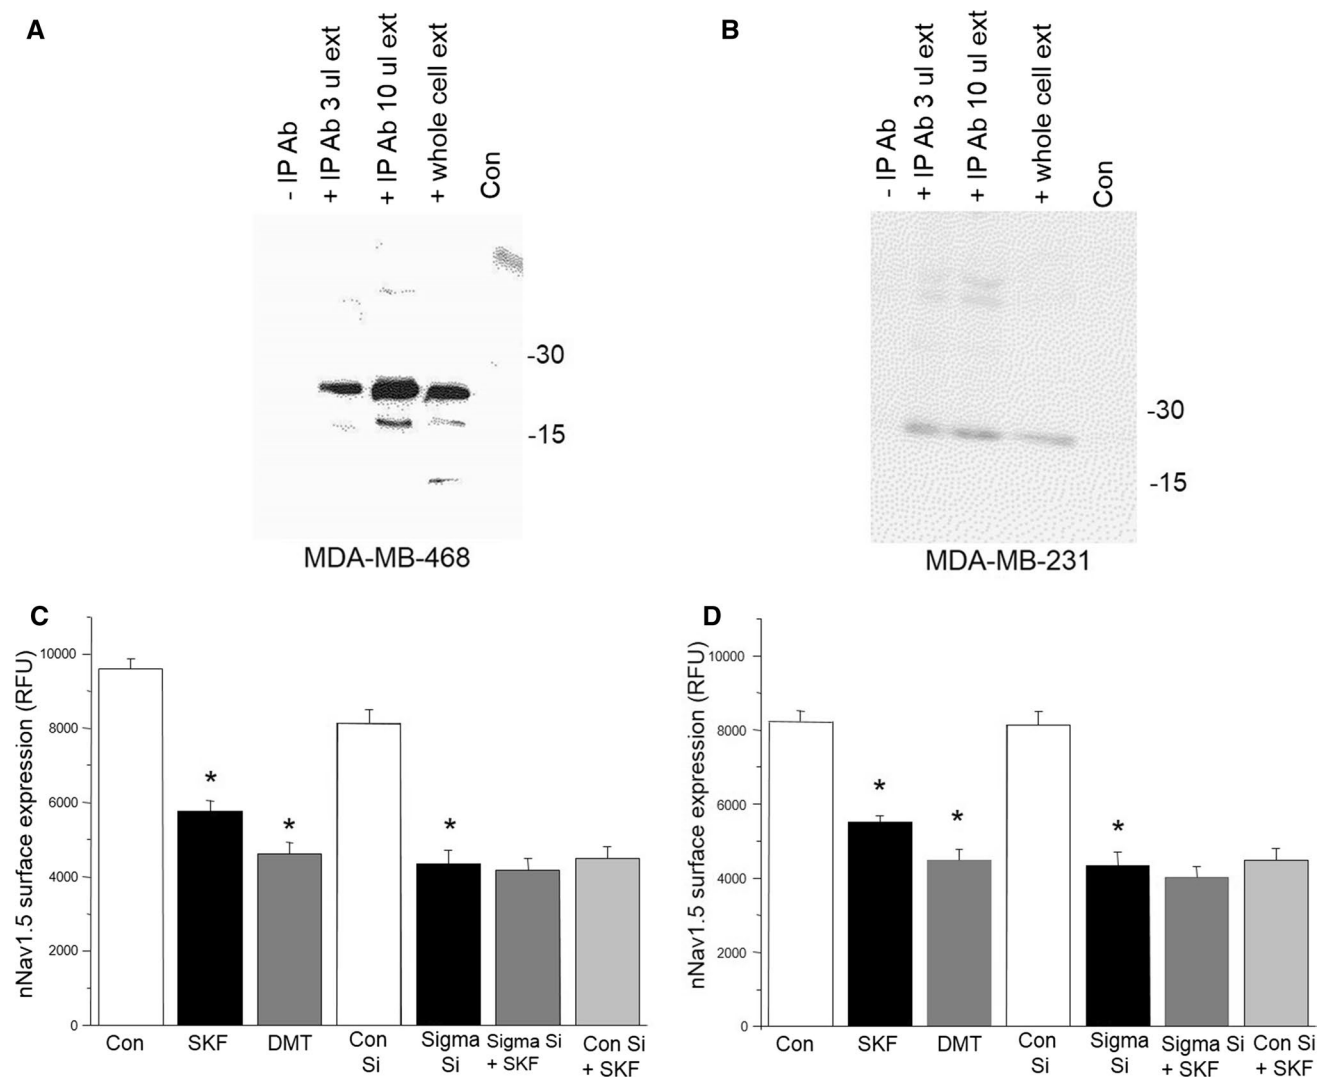 A
- IP Ab
+ IP Ab 3 ul ext
+ IP Ab 10 ul ext
+ whole cell ext
Con
-30
-15
MDA-MB-468
B
- IP Ab
+ IP Ab 3 ul ext
+ IP Ab 10 ul ext
+ whole cell ext
Con
-30
-15
MDA-MB-231
C
nNav1.5 surface expression (RFU)
10000
8000
6000
4000
2000
0
*
*
*
Con
SKF
DMT
Con
Si
Sigma
Si
Sigma Si
+ SKF
Con Si
+ SKF
D
nNav1.5 surface expression (RFU)
10000
8000
6000
4000
2000
0
*
*
*
Con
SKF
DMT
Con
Si
Sigma
Si
Sigma Si
+ SKF
Con Si
+ SKF